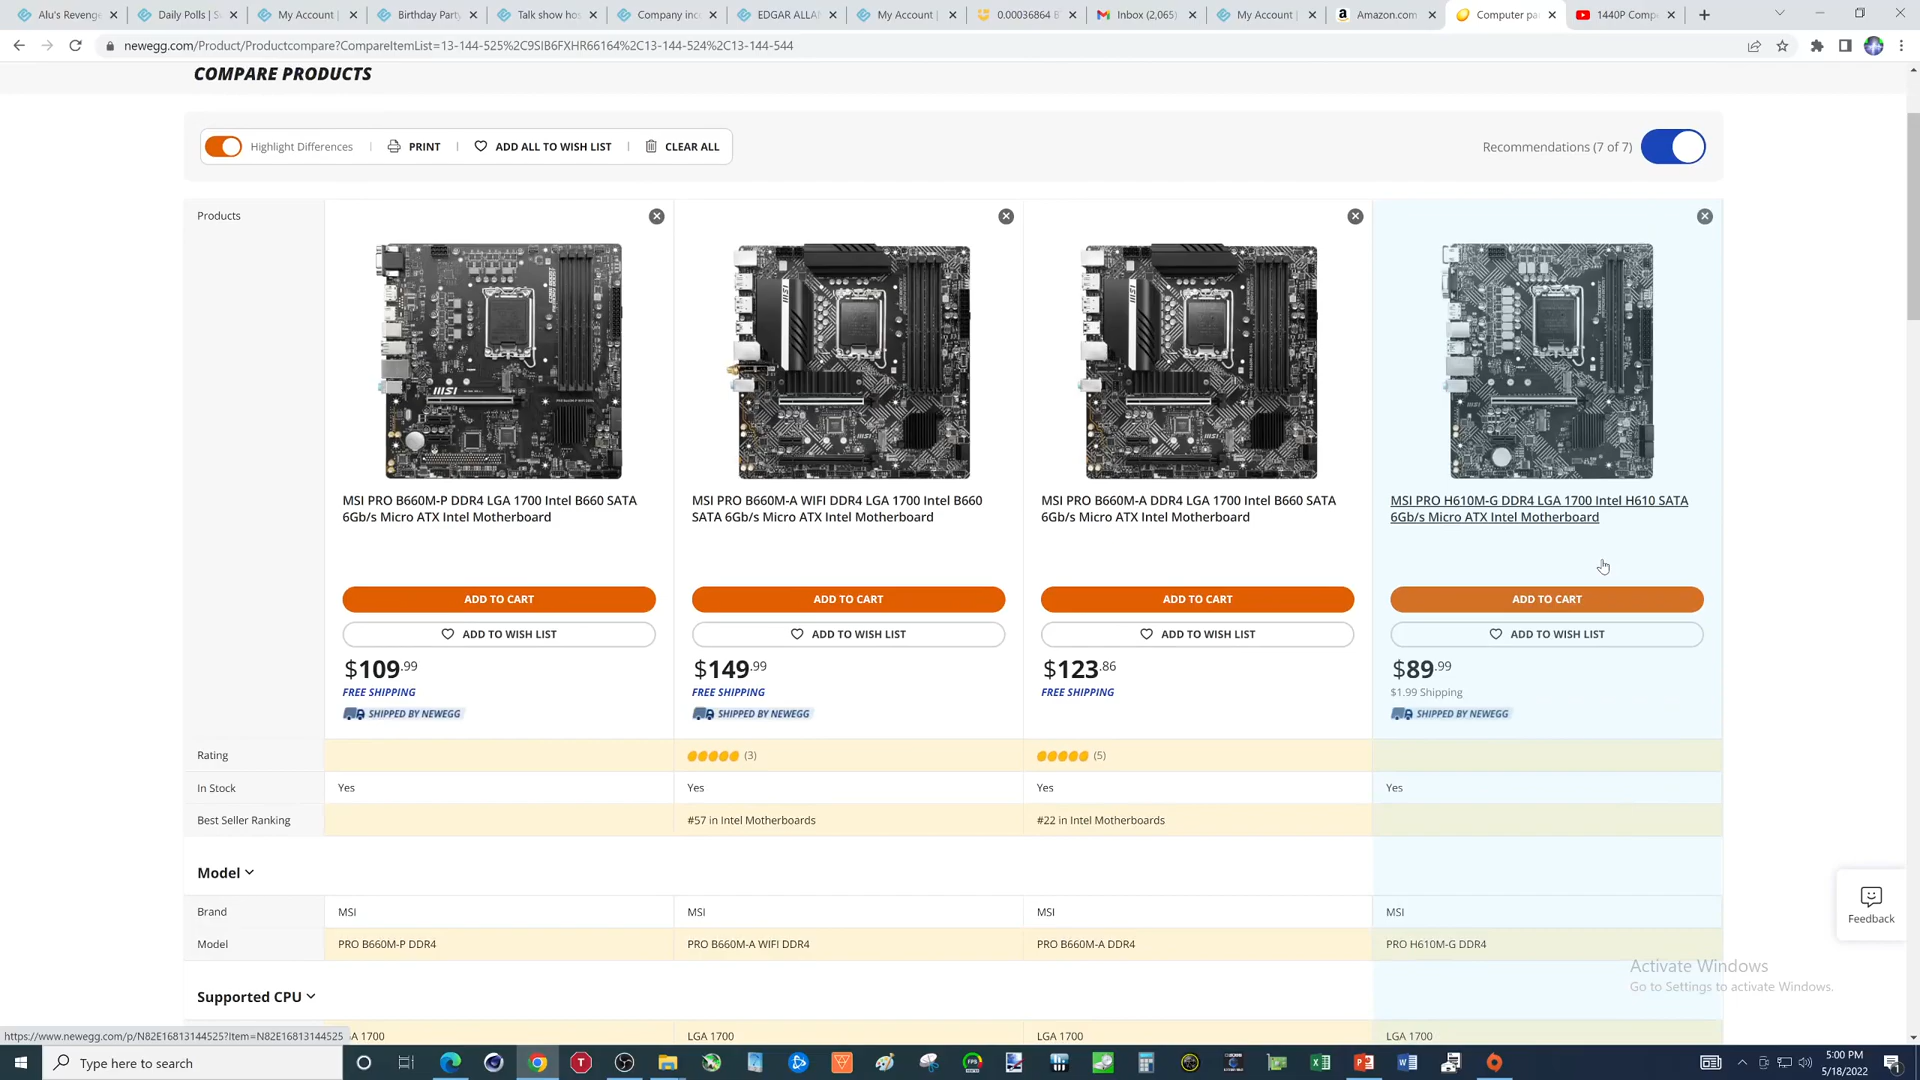 Alu's Revenge
Daily Polls | S
My Account |
Birthday Party
Talk show ho
Company inc
EDGAR ALLA
My Account |
0.00036864 B
Inbox (2,065)
My Account |
Amazon.com
Computer pa
1440P Comp
newegg.com/Product/Productcompare?CompareItemList=13-144-525%2C9SIB6FXHR66164%2C13-144-524%2C13-144-544
COMPARE PRODUCTS
Highlight Differences
PRINT
ADD ALL TO WISH LIST
CLEAR ALL
Recommendations (7 of 7)
Products
MSI PRO B660M-P DDR4 LGA 1700 Intel B660 SATA
6Gb/s Micro ATX Intel Motherboard
MSI PRO B660M-A WIFI DDR4 LGA 1700 Intel B660
SATA 6Gb/s Micro ATX Intel Motherboard
MSI PRO B660M-A DDR4 LGA 1700 Intel B660 SATA
6Gb/s Micro ATX Intel Motherboard
MSI PRO H610M-G DDR4 LGA 1700 Intel H610 SATA
6Gb/s Micro ATX Intel Motherboard
ADD TO CART ADD TO CART ADD TO CART ADD TO CART
ADD TO WISH LIST ADD TO WISH LIST ADD TO WISH LIST ADD TO WISH LIST
$109.99 $149.99 $123.86 $89.99
FREE SHIPPING FREE SHIPPING FREE SHIPPING $1.99 Shipping
SHIPPED BY NEWEGG SHIPPED BY NEWEGG SHIPPED BY NEWEGG
Rating (3) (5)
In Stock Yes Yes Yes Yes
Best Seller Ranking #57 in Intel Motherboards #22 in Intel Motherboards
Model
Brand MSI MSI MSI MSI
Model PRO B660M-P DDR4 PRO B660M-A WIFI DDR4 PRO B660M-A DDR4 PRO H610M-G DDR4
Feedback
Activate Windows
Go to Settings to activate Windows.
Supported CPU
https://www.newegg.com/p/N82E16813144525?Item=N82E16813144525 A 1700 LGA 1700 LGA 1700 LGA 1700
Type here to search
5:00 PM
5/18/2022